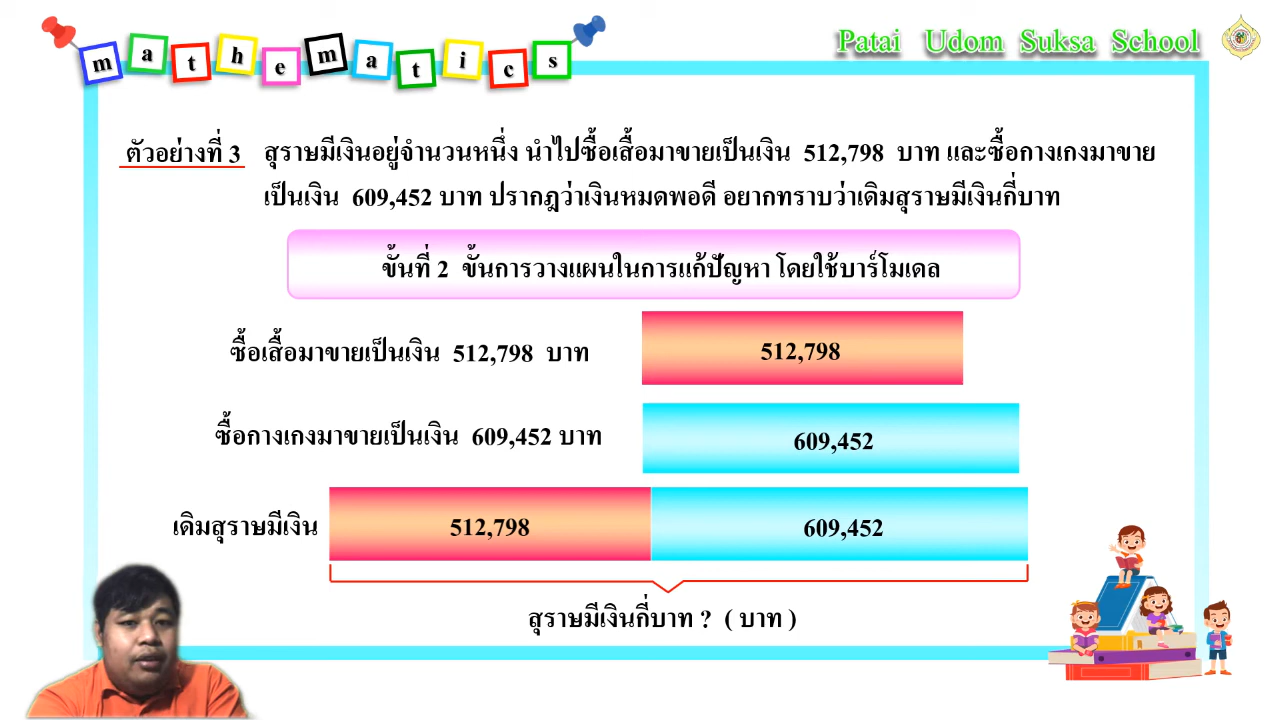 mathematics
Patai Udom Suksa School
ตัวอย่างที่ 3 สุราษมีเงินอยู่จำนวนหนึ่ง นำไปซื้อเสื้อมาขายเป็นเงิน 512,798 บาท และซื้อกางเกงมาขาย
เป็นเงิน 609,452 บาท ปรากฎว่าเงินหมดพอดี อยากทราบว่าเดิมสุราษมีเงินกี่บาท
ขั้นที่ 2 ขั้นการวางแผนในการแก้ปัญหา โดยใช้บาร์โมเดล
ซื้อเสื้อมาขายเป็นเงิน 512,798 บาท 512,798
ซื้อกางเกงมาขายเป็นเงิน 609,452 บาท 609,452
เดิมสุราษมีเงิน 512,798 609,452
สุราษมีเงินกี่บาท ? ( บาท )